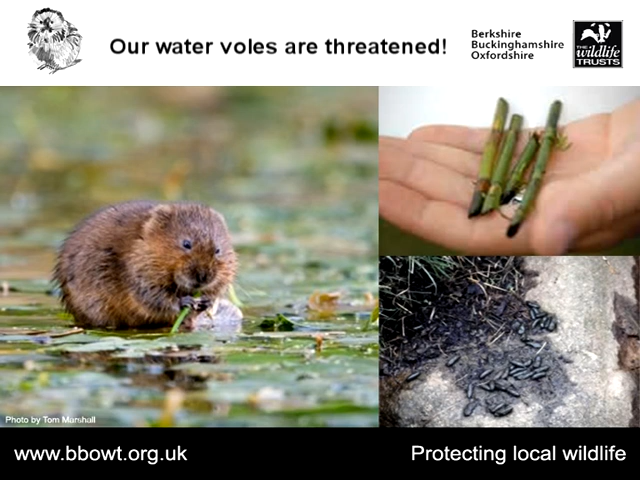 Our water voles are threatened!
Berkshire
Buckinghamshire
Oxfordshire
THE
wildlife
TRUSTS
Photo by Tom Marshall
www.bbowt.org.uk
Protecting local wildlife